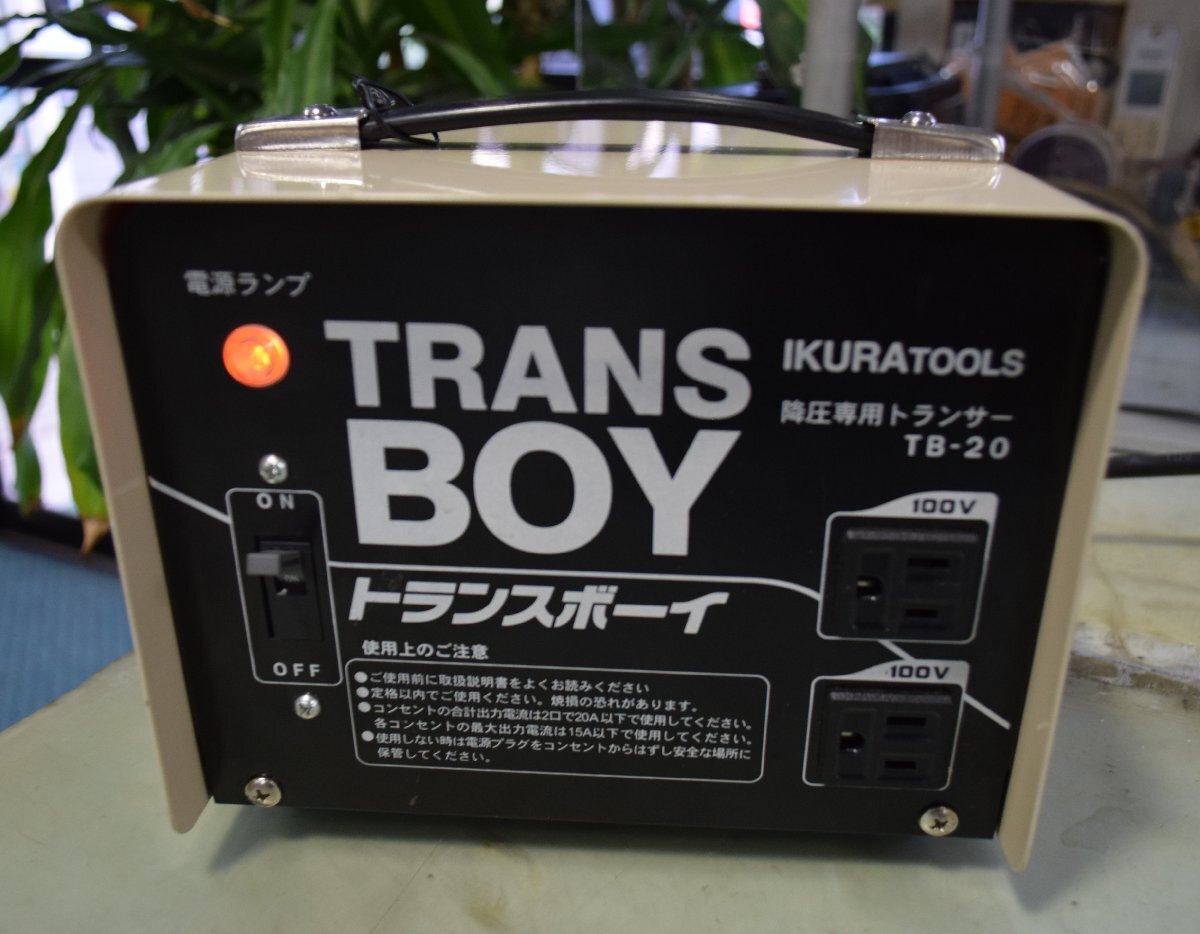 電源ランプ
TRANS
BOY
IKURATOOLS
降圧専用トランサー
TB-20
ON
OFF
100V
100V
トランスボーイ
使用上のご注意
●ご使用前に取扱説明書をよくお読みください
●定格以内でご使用ください。焼損の恐れがあります。
●コンセントの合計出力電流は2口で20A以下で使用してください。
各コンセントの最大出力電流は15A以下で使用してください。
●使用しない時は電源プラグをコンセントからはずし安全な場所に
保管してください。